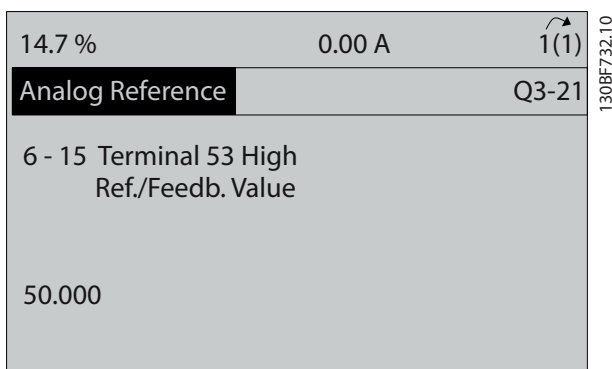 14.7 % 0.00 A 1(1)
Analog Reference Q3-21
6 - 15 Terminal 53 High
Ref./Feedb. Value
50.000
130BF732.10